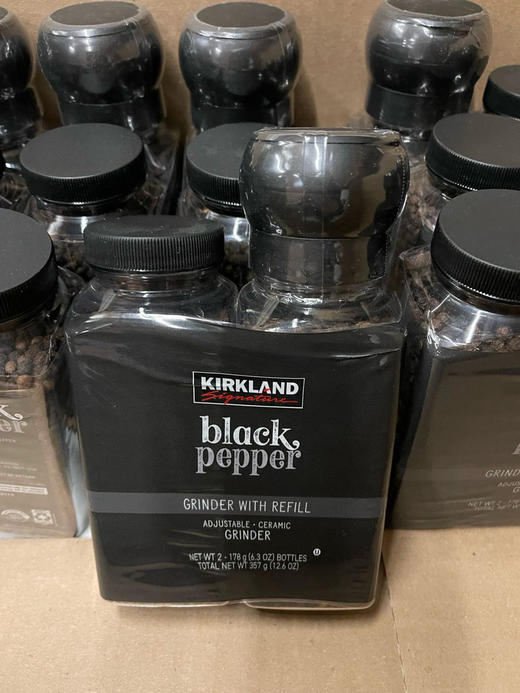 KIRKLAND
Signature
black
pepper
GRINDER WITH REFILL
ADJUSTABLE • CERAMIC
GRINDER
NET WT 2 - 178 g (6.3 OZ) BOTTLES
TOTAL NET WT 357 g (12.6 OZ)
U